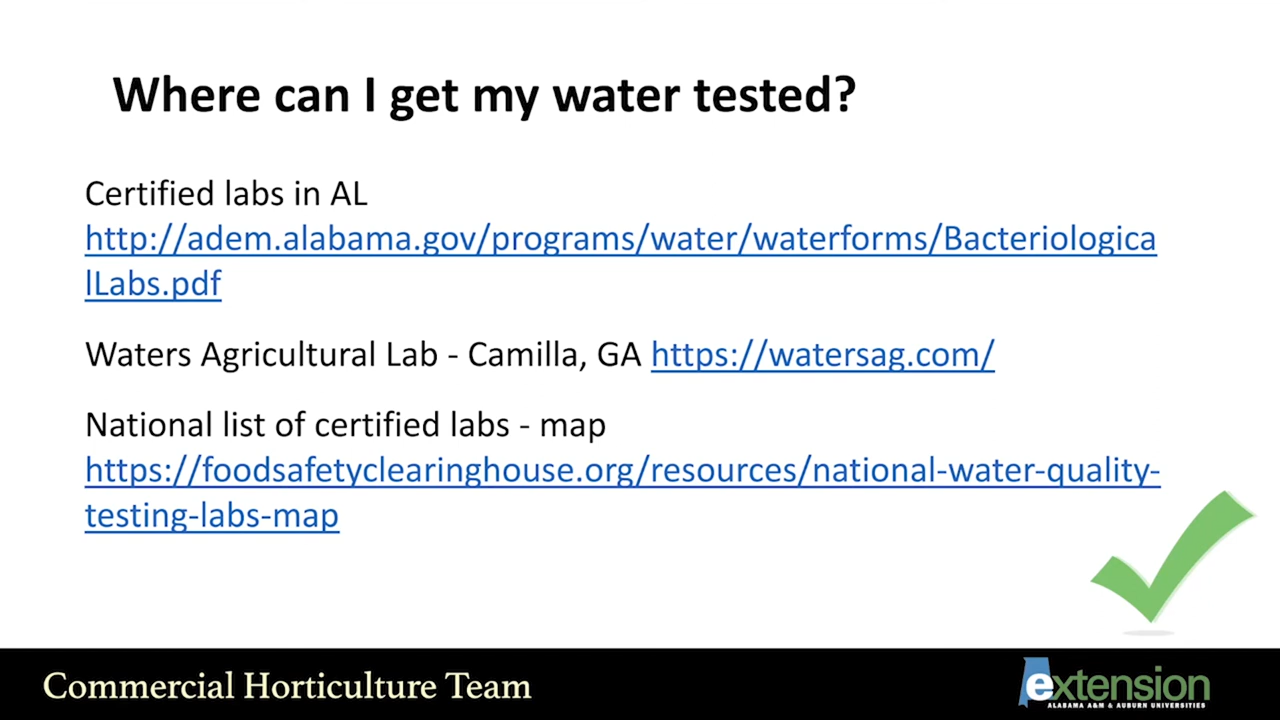 Where can I get my water tested?
Certified labs in AL
http://adem.alabama.gov/programs/water/waterforms/Bacteriologica
lLabs.pdf
Waters Agricultural Lab - Camilla, GA https://watersag.com/
National list of certified labs - map
https://foodsafetyclearinghouse.org/resources/national-water-quality-
testing-labs-map
Commercial Horticulture Team
extension
ALABAMA A&M & AUBURN UNIVERSITIES